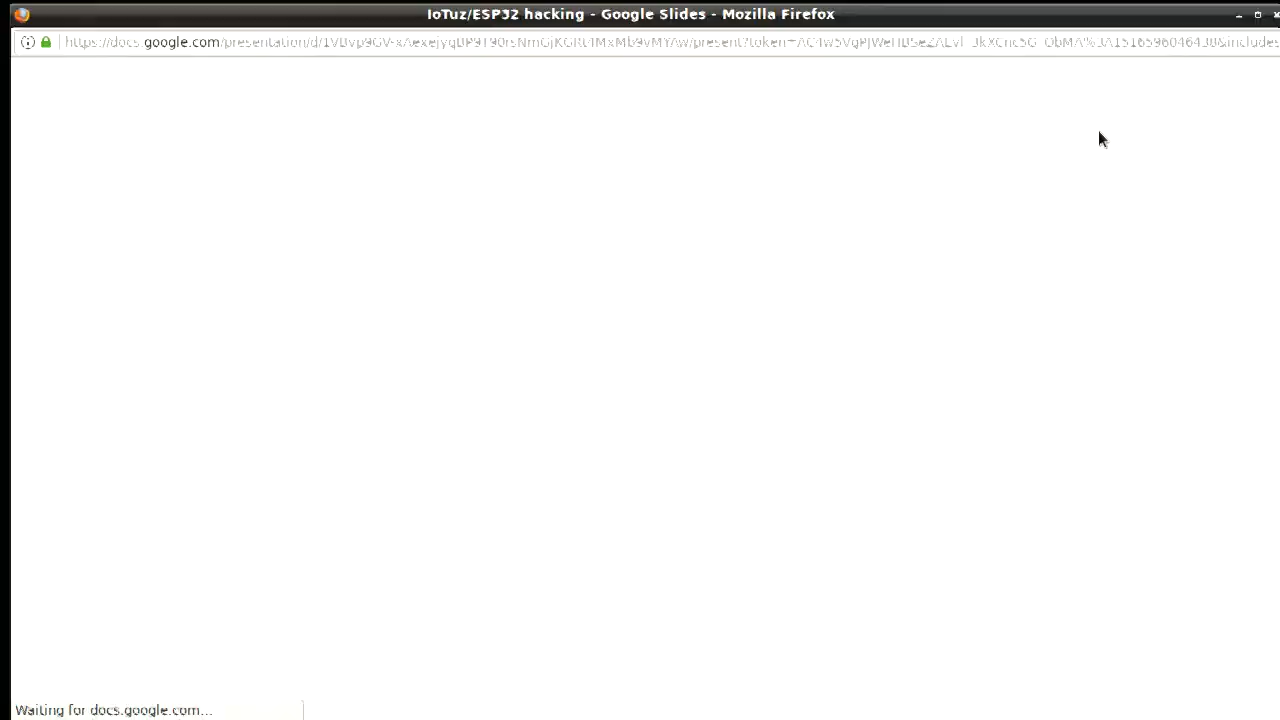 IoTuz/ESP32 hacking - Google Slides - Mozilla Firefox
https://docs.google.com/presentation/d/
Waiting for docs.google.com...